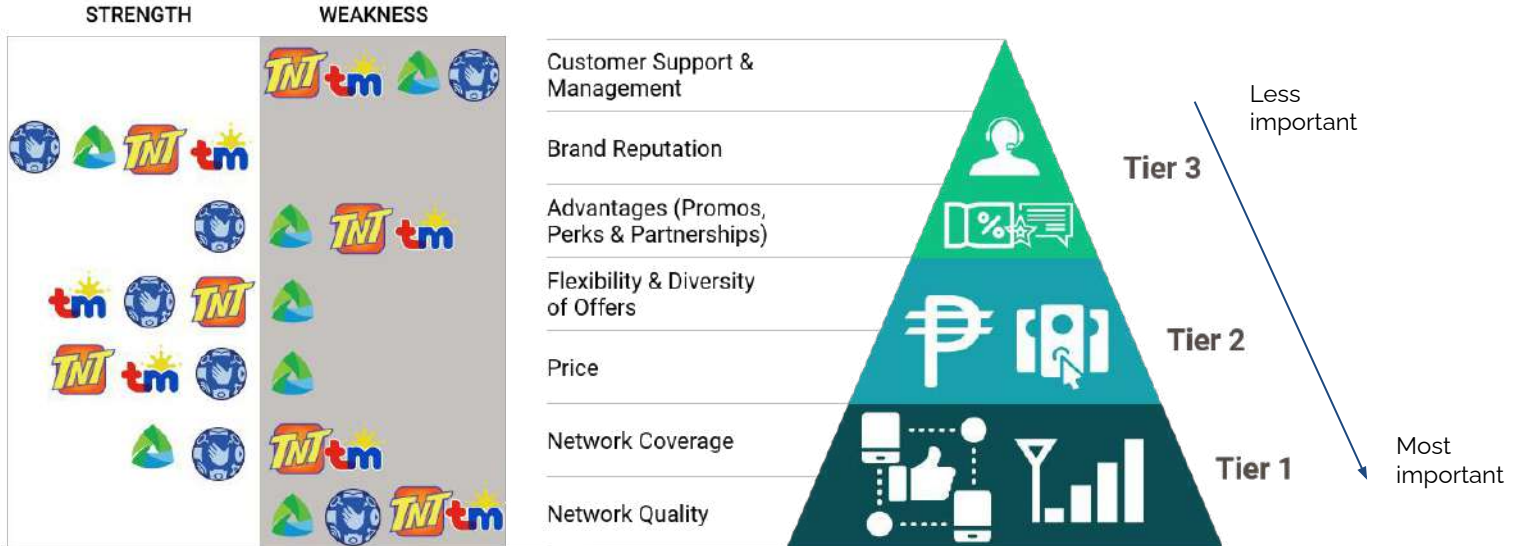 STRENGTH
WEAKNESS
TNT tm
Customer Support &
Management
Less
important
TNT tm
Brand Reputation
Tier 3
TNT tm
Advantages (Promos,
Perks & Partnerships)
%
tm TNT
Flexibility & Diversity
of Offers
₱
Tier 2
TNT tm
Price
TNT tm
Network Coverage
Tier 1
Most
important
TNT tm
Network Quality